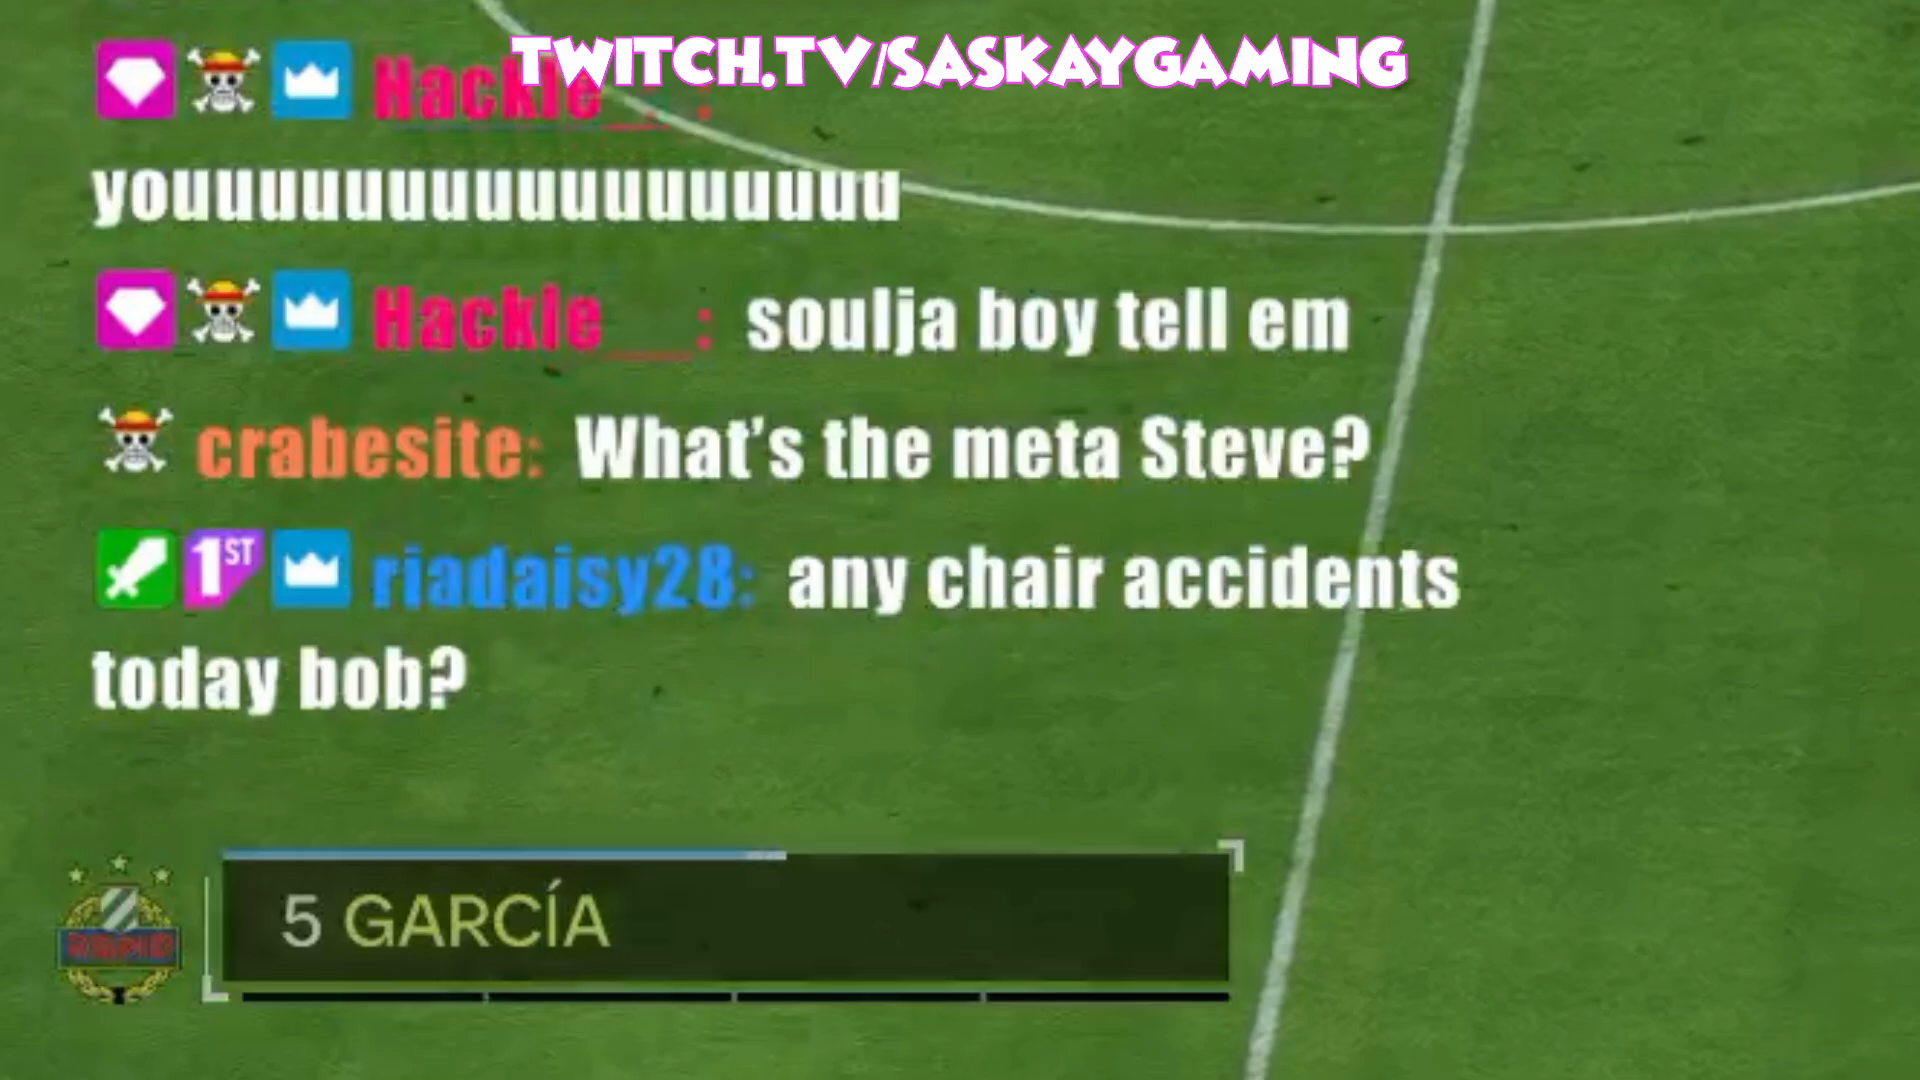 TWITCH.TV/SASKAYGAMING
Hackle__:
youuuuuuuuuuuuuuuuu
Hackle__: soulja boy tell em
crabesite: What's the meta Steve?
1ST riadaisy28: any chair accidents
today bob?
5 GARCÍA
RAPID